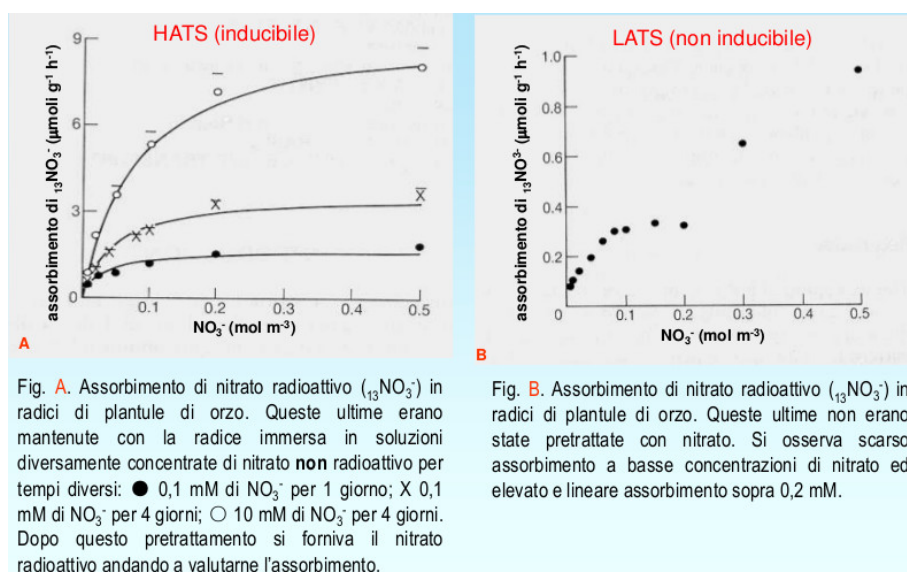 HATS (inducibile)
assorbimento di ₁₃NO₃⁻ (μmoli g⁻¹ h⁻¹)
9
6
3
0
0.1
0.2
0.3
0.4
0.5
NO₃⁻ (mol m⁻³)
A
Fig. A. Assorbimento di nitrato radioattivo (₁₃NO₃⁻) in
radici di plantule di orzo. Queste ultime erano
mantenute con la radice immersa in soluzioni
diversamente concentrate di nitrato non radioattivo per
tempi diversi: ● 0,1 mM di NO₃⁻ per 1 giorno; X 0,1
mM di NO₃⁻ per 4 giorni; ○ 10 mM di NO₃⁻ per 4 giorni.
Dopo questo pretrattamento si forniva il nitrato
radioattivo andando a valutarne l'assorbimento.
LATS (non inducibile)
assorbimento di ₁₃NO³⁻ (μmoli g⁻¹ h⁻¹)
1.0
0.8
0.6
0.4
0.2
0
0.1
0.2
0.3
0.4
0.5
NO₃⁻ (mol m⁻³)
B
Fig. B. Assorbimento di nitrato radioattivo (₁₃NO₃⁻) in
radici di plantule di orzo. Queste ultime non erano
state pretrattate con nitrato. Si osserva scarso
assorbimento a basse concentrazioni di nitrato ed
elevato e lineare assorbimento sopra 0,2 mM.